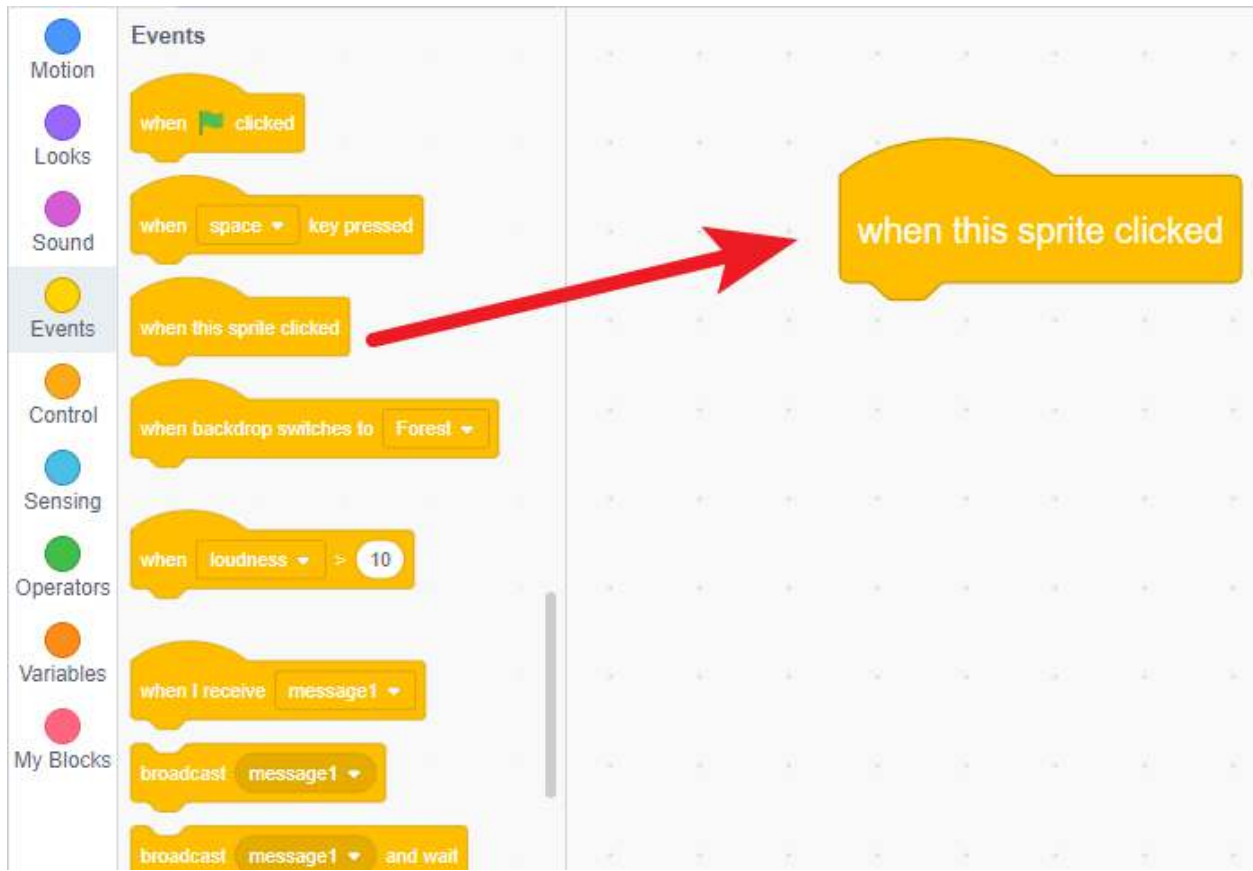 Motion
Looks
Sound
Events
Control
Sensing
Operators
Variables
My Blocks
Events
when clicked
when space key pressed
when this sprite clicked
when backdrop switches to Forest
when loudness > 10
when I receive message1
broadcast message1
broadcast message1 and wait
when this sprite clicked